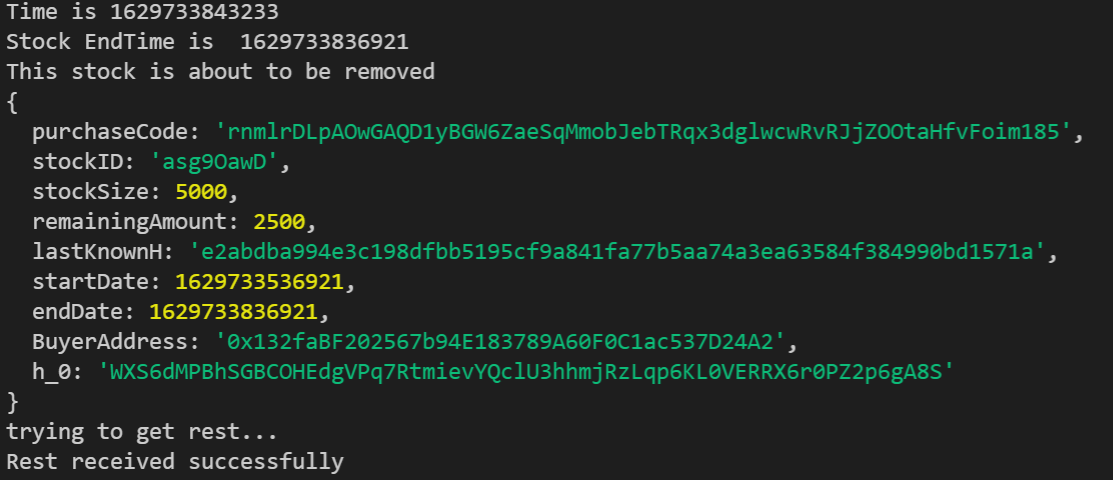 Time is 1629733843233
Stock EndTime is  1629733836921
This stock is about to be removed
{
  purchaseCode: 'rnmlrDLpAOwGAQD1yBGW6ZaeSqMmobJebTRqx3dglwcwRvRJjZOOtaHfvFoim185',
  stockID: 'asg9OawD',
  stockSize: 5000,
  remainingAmount: 2500,
  lastKnownH: 'e2abdba994e3c198dfbb5195cf9a841fa77b5aa74a3ea63584f384990bd1571a',
  startDate: 1629733536921,
  endDate: 1629733836921,
  BuyerAddress: '0x132faBF202567b94E183789A60F0C1ac537D24A2',
  h_0: 'WXS6dMPBhSGBCOHEdgVPq7RtmievYQclU3hhmjRzLqp6KL0VERRX6r0PZ2p6gA8S'
}
trying to get rest...
Rest received successfully